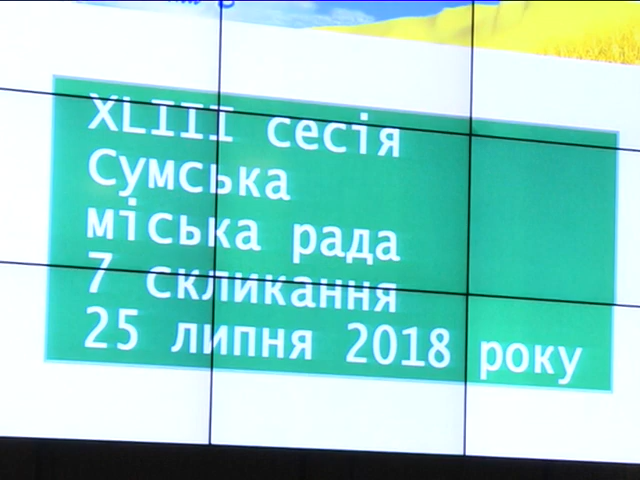 XLIII сесія
Сумська
міська рада
7 скликання
25 липня 2018 року